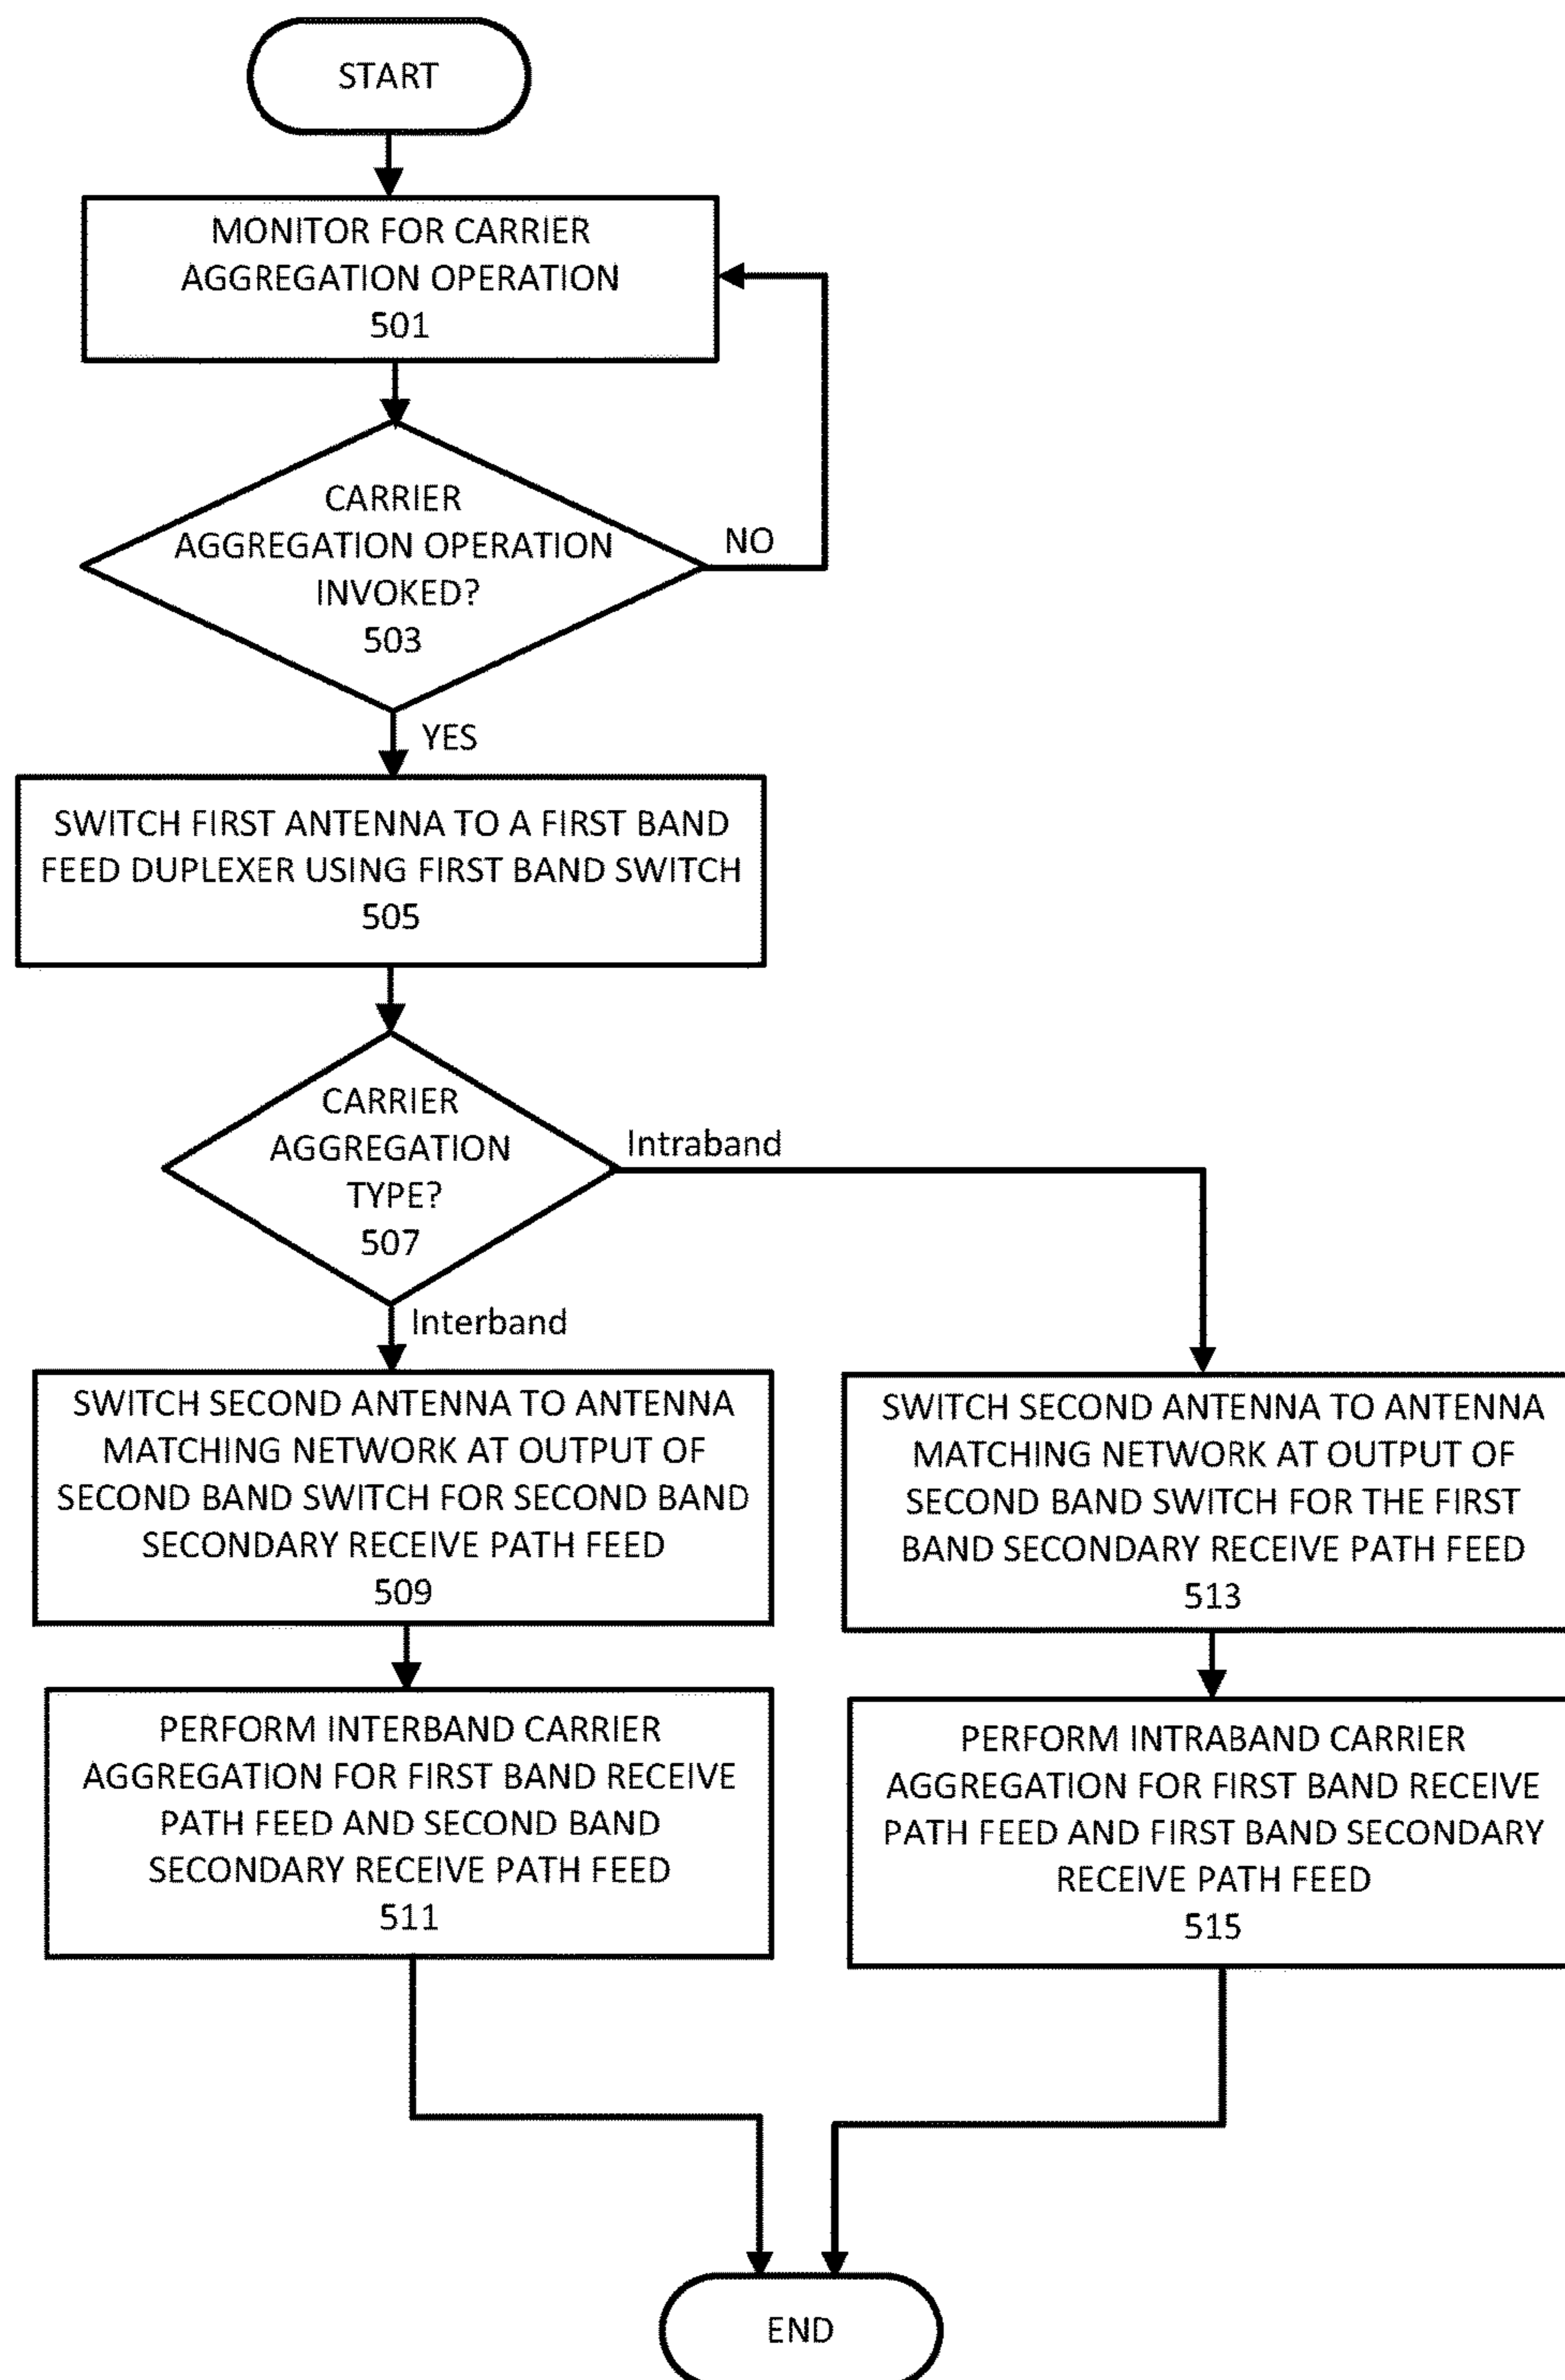 START
MONITOR FOR CARRIER
AGGREGATION OPERATION
501
CARRIER
AGGREGATION OPERATION
INVOKED?
503
NO
YES
SWITCH FIRST ANTENNA TO A FIRST BAND
FEED DUPLEXER USING FIRST BAND SWITCH
505
CARRIER
AGGREGATION
TYPE?
507
Intraband
Interband
SWITCH SECOND ANTENNA TO ANTENNA
MATCHING NETWORK AT OUTPUT OF
SECOND BAND SWITCH FOR SECOND BAND
SECONDARY RECEIVE PATH FEED
509
SWITCH SECOND ANTENNA TO ANTENNA
MATCHING NETWORK AT OUTPUT OF
SECOND BAND SWITCH FOR THE FIRST
BAND SECONDARY RECEIVE PATH FEED
513
PERFORM INTERBAND CARRIER
AGGREGATION FOR FIRST BAND RECEIVE
PATH FEED AND SECOND BAND
SECONDARY RECEIVE PATH FEED
511
PERFORM INTRABAND CARRIER
AGGREGATION FOR FIRST BAND RECEIVE
PATH FEED AND FIRST BAND SECONDARY
RECEIVE PATH FEED
515
END